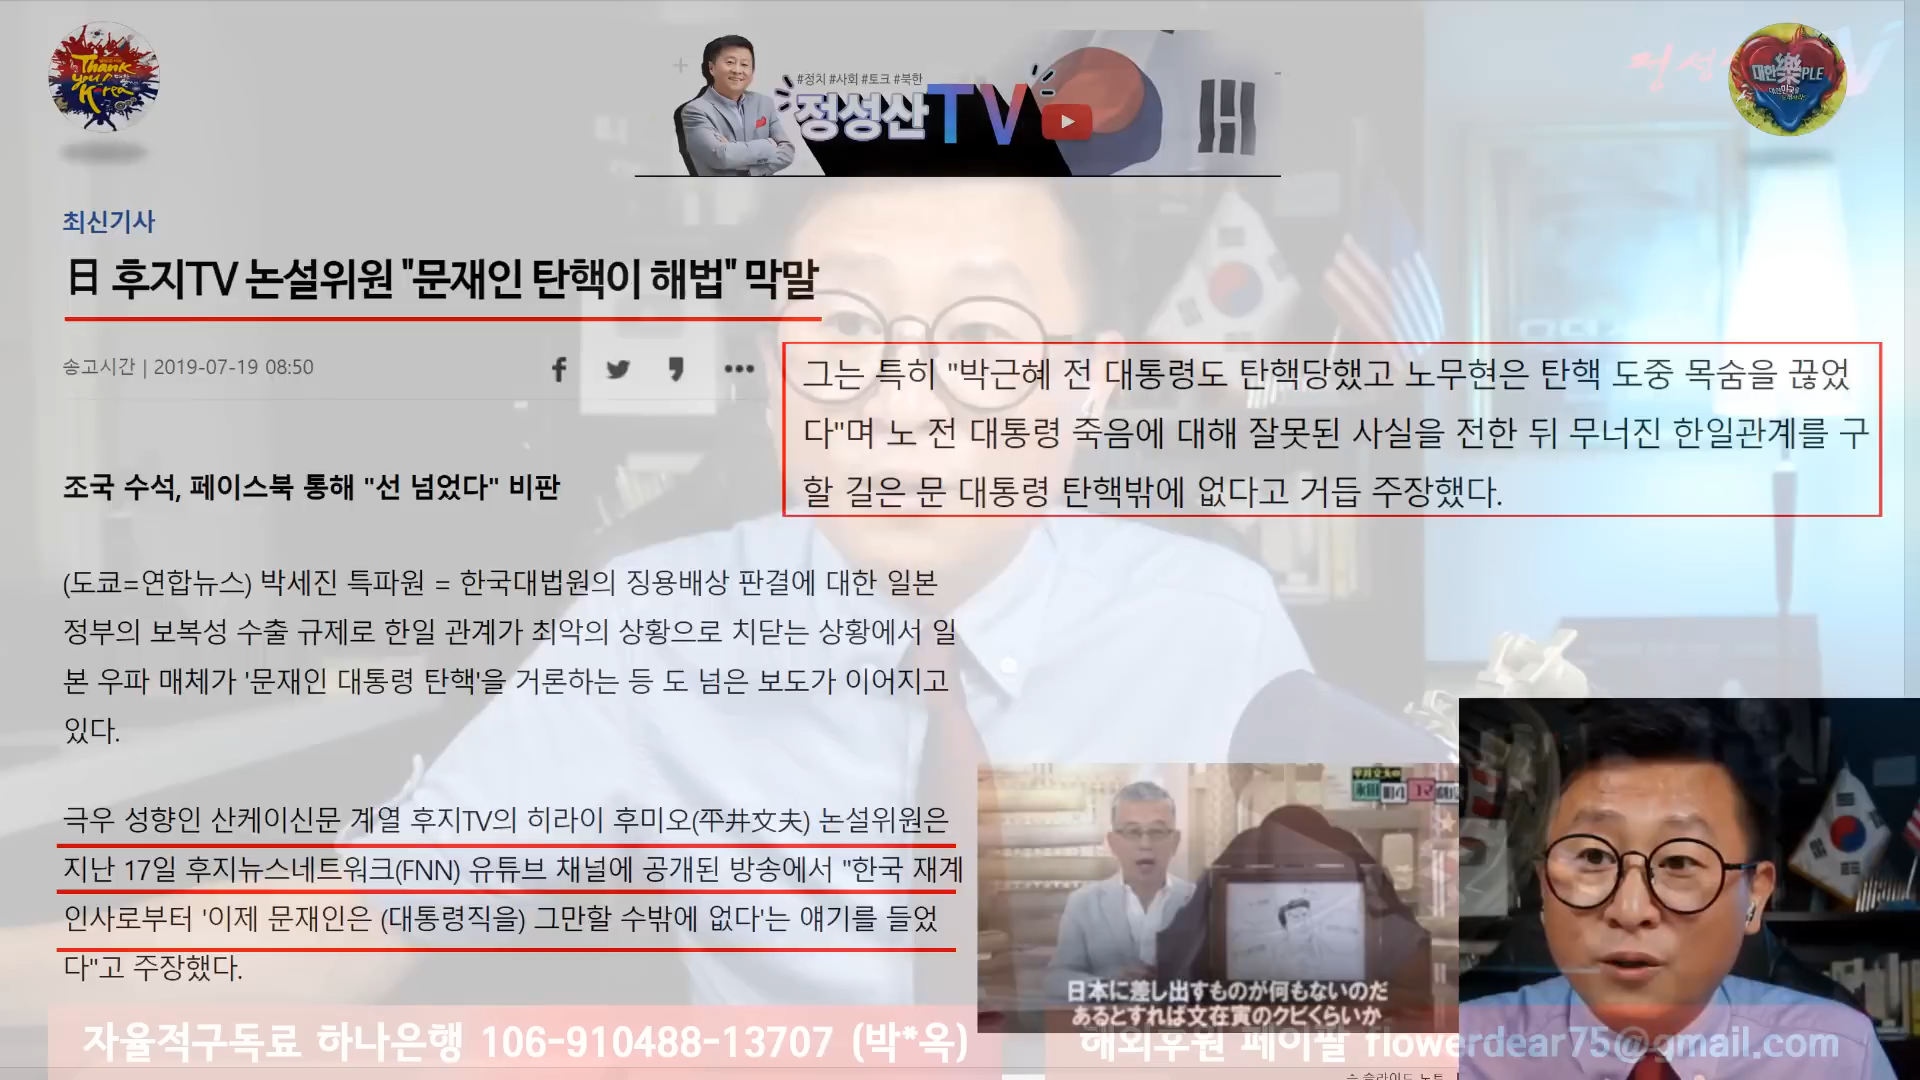 Thank you! Korea
#정치 #사회 #토크 #북한
정성산TV
대한樂PLE
최신기사
日 후지TV 논설위원 "문재인 탄핵이 해법" 막말
송고시간 | 2019-07-19 08:50
그는 특히 "박근혜 전 대통령도 탄핵당했고 노무현은 탄핵 도중 목숨을 끊었
다"며 노 전 대통령 죽음에 대해 잘못된 사실을 전한 뒤 무너진 한일관계를 구
할 길은 문 대통령 탄핵밖에 없다고 거듭 주장했다.
조국 수석, 페이스북 통해 "선 넘었다" 비판
(도쿄=연합뉴스) 박세진 특파원 = 한국대법원의 징용배상 판결에 대한 일본
정부의 보복성 수출 규제로 한일 관계가 최악의 상황으로 치닫는 상황에서 일
본 우파 매체가 '문재인 대통령 탄핵'을 거론하는 등 도 넘은 보도가 이어지고
있다.
극우 성향인 산케이신문 계열 후지TV의 히라이 후미오(平井文夫) 논설위원은
지난 17일 후지뉴스네트워크(FNN) 유튜브 채널에 공개된 방송에서 "한국 재계
인사로부터 '이제 문재인은 (대통령직을) 그만할 수밖에 없다'는 얘기를 들었
다"고 주장했다.
日本に差し出すものが何もないのだ
あるとすれば文在寅のクビくらいか
자율적구독료 하나은행 106-910488-13707 (박*옥)
해외후원 페이팔 flowerdear75@gmail.com